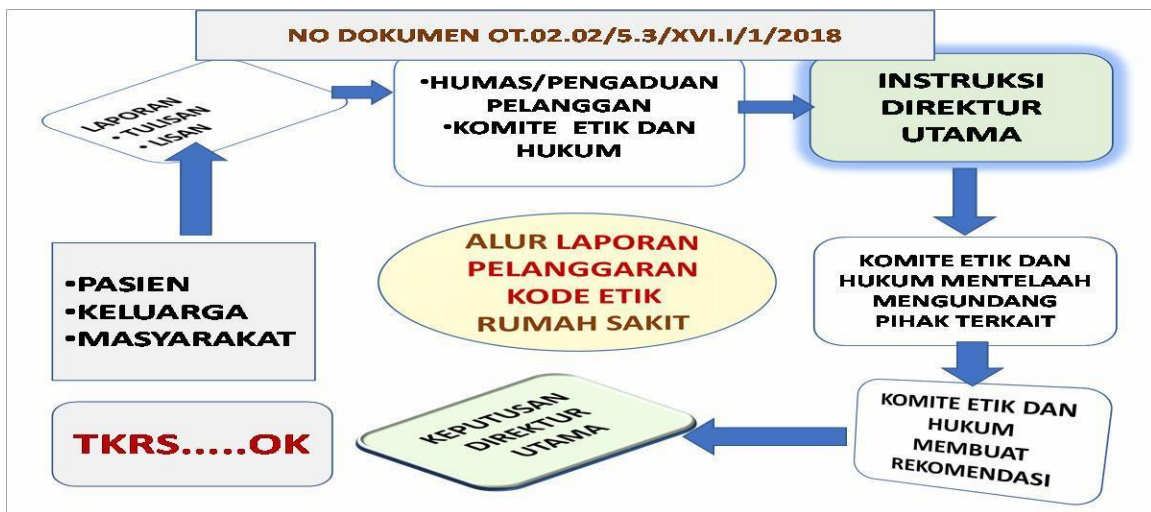 NO DOKUMEN OT.02.02/5.3/XVI.I/1/2018
LAPORAN
• TULISAN
• LISAN
•HUMAS/PENGADUAN
PELANGGAN
•KOMITE ETIK DAN
HUKUM
INSTRUKSI
DIREKTUR
UTAMA
•PASIEN
•KELUARGA
•MASYARAKAT
ALUR LAPORAN
PELANGGARAN
KODE ETIK
RUMAH SAKIT
KOMITE ETIK DAN
HUKUM MENTELAAH
MENGUNDANG
PIHAK TERKAIT
TKRS.....OK
KEPUTUSAN
DIREKTUR
UTAMA
KOMITE ETIK DAN
HUKUM
MEMBUAT
REKOMENDASI